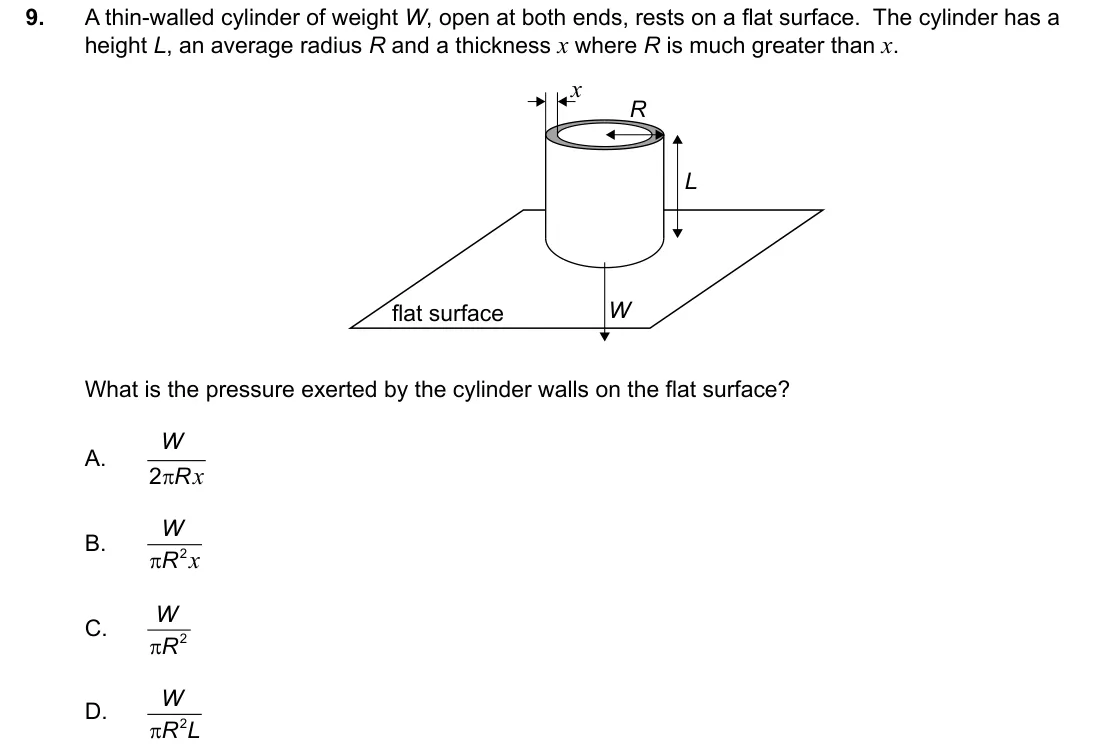 9. A thin-walled cylinder of weight W, open at both ends, rests on a flat surface. The cylinder has a
height L, an average radius R and a thickness x where R is much greater than x.
x
R
L
flat surface
W
What is the pressure exerted by the cylinder walls on the flat surface?
A. W
2πRx
B. W
πR²x
C. W
πR²
D. W
πR²L